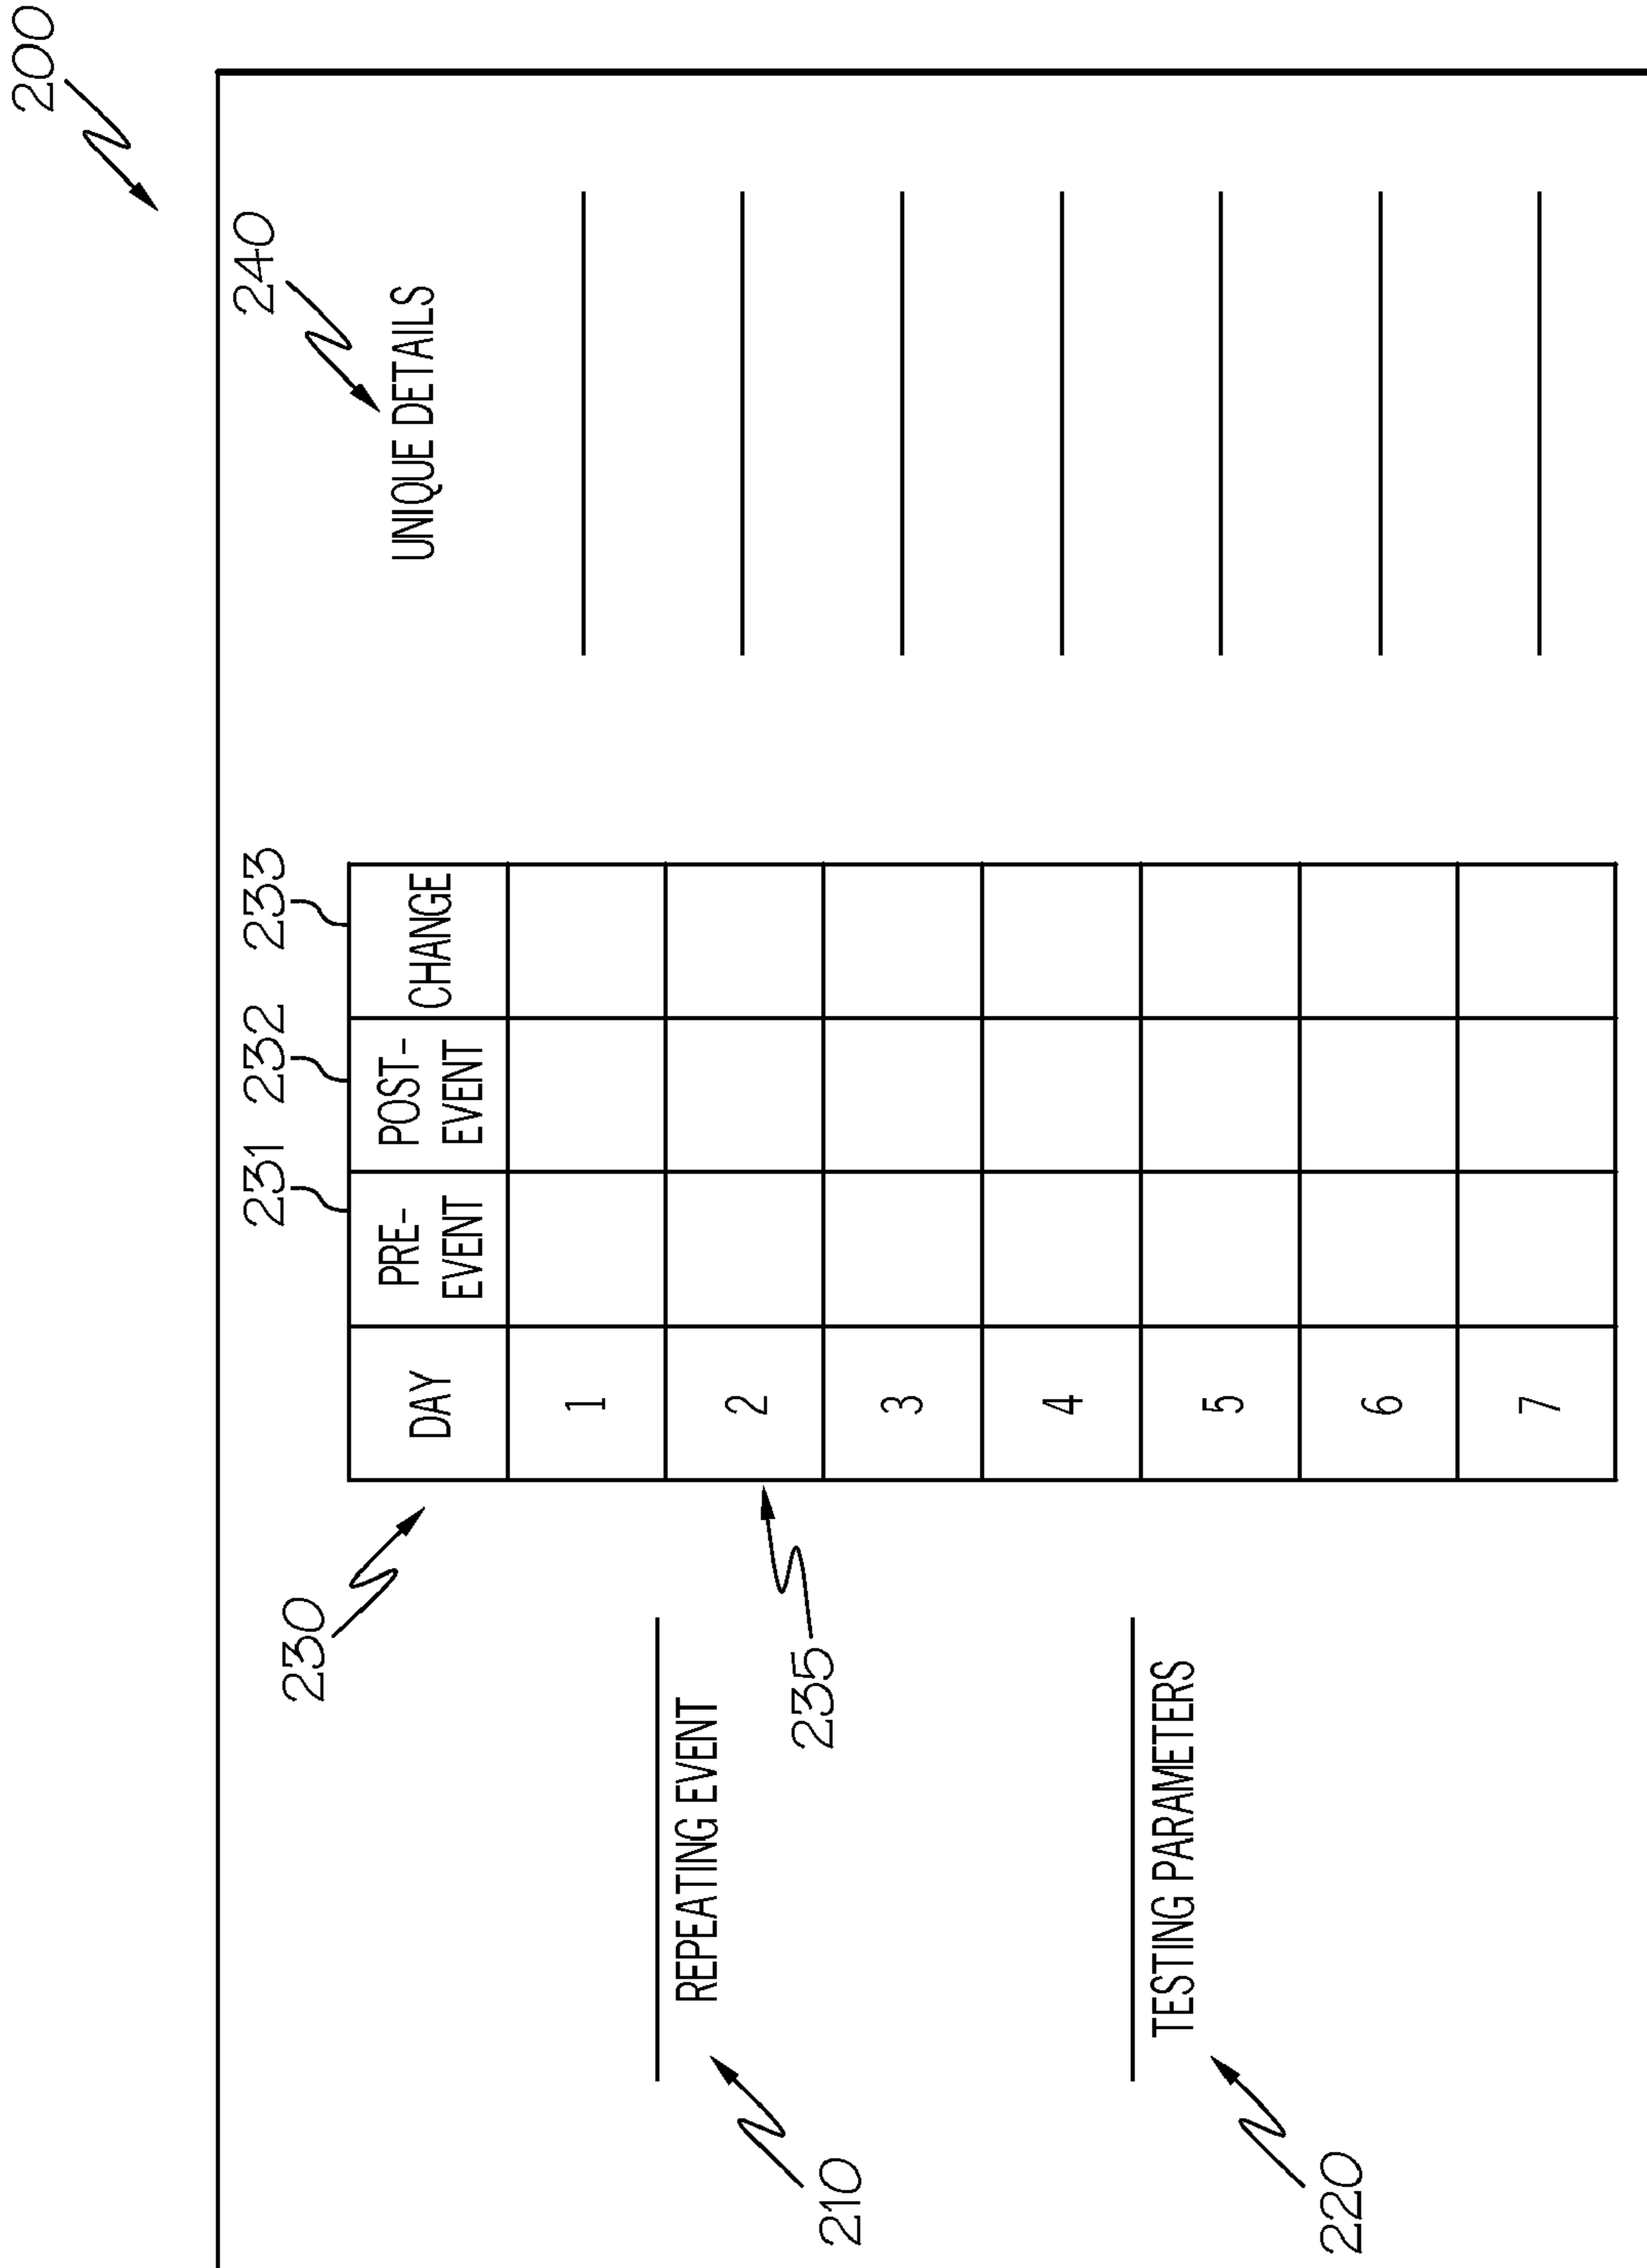 200
240
UNIQUE DETAILS
231 232 233
230
DAY PRE- POST- CHANGE
EVENT EVENT
1
2
235
3
4
5
6
7
REPEATING EVENT
210
TESTING PARAMETERS
220